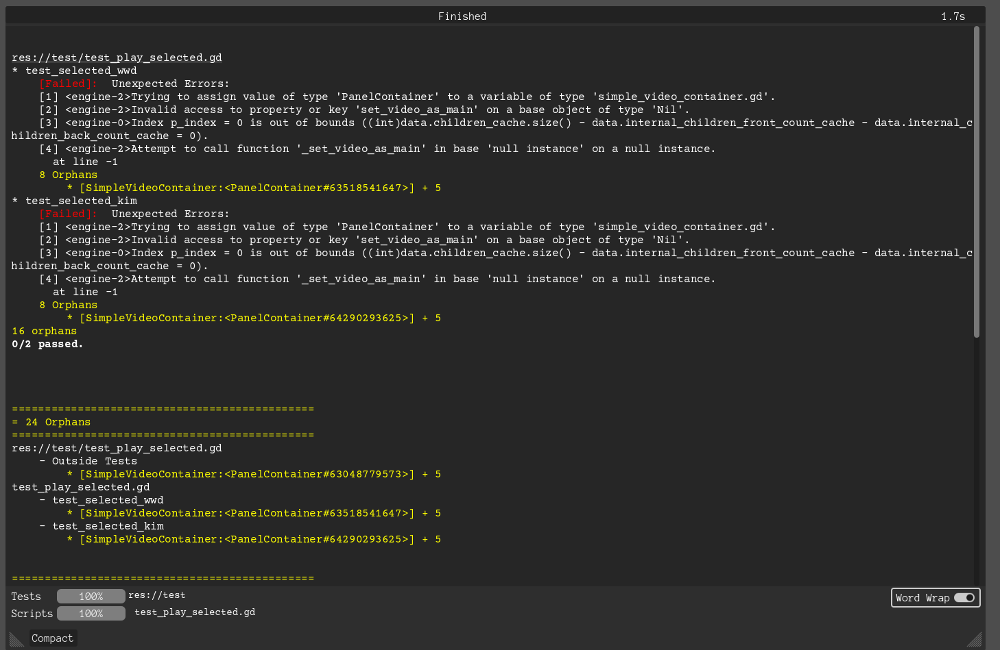 Finished
1.7s
res://test/test_play_selected.gd
* test_selected_wwd
[Failed]:  Unexpected Errors:
[1] <engine-2>Trying to assign value of type 'PanelContainer' to a variable of type 'simple_video_container.gd'.
[2] <engine-2>Invalid access to property or key 'set_video_as_main' on a base object of type 'Nil'.
[3] <engine-0>Index p_index = 0 is out of bounds ((int)data.children_cache.size() - data.internal_children_front_count_cache - data.internal_c
hildren_back_count_cache = 0).
[4] <engine-2>Attempt to call function '_set_video_as_main' in base 'null instance' on a null instance.
at line -1
8 Orphans
* [SimpleVideoContainer:<PanelContainer#63518541647>] + 5
* test_selected_kim
[Failed]:  Unexpected Errors:
[1] <engine-2>Trying to assign value of type 'PanelContainer' to a variable of type 'simple_video_container.gd'.
[2] <engine-2>Invalid access to property or key 'set_video_as_main' on a base object of type 'Nil'.
[3] <engine-0>Index p_index = 0 is out of bounds ((int)data.children_cache.size() - data.internal_children_front_count_cache - data.internal_c
hildren_back_count_cache = 0).
[4] <engine-2>Attempt to call function '_set_video_as_main' in base 'null instance' on a null instance.
at line -1
8 Orphans
* [SimpleVideoContainer:<PanelContainer#64290293625>] + 5
16 orphans
0/2 passed.
==============================================
= 24 Orphans
==============================================
res://test/test_play_selected.gd
- Outside Tests
* [SimpleVideoContainer:<PanelContainer#63048779573>] + 5
test_play_selected.gd
- test_selected_wwd
* [SimpleVideoContainer:<PanelContainer#63518541647>] + 5
- test_selected_kim
* [SimpleVideoContainer:<PanelContainer#64290293625>] + 5
==============================================
Tests 100% res://test
Word Wrap
Scripts 100% test_play_selected.gd
Compact